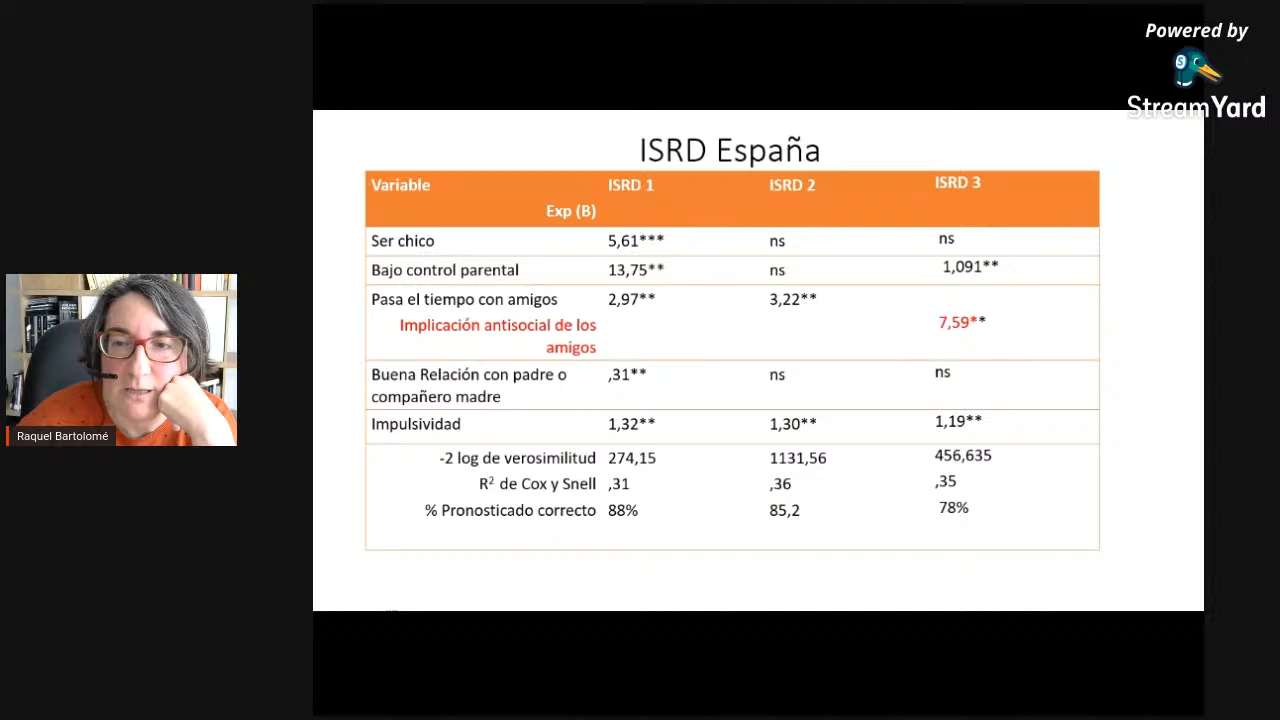 Powered by
StreamYard
ISRD España
Variable ISRD 1 ISRD 2 ISRD 3
Exp (B)
Ser chico 5,61*** ns ns
Bajo control parental 13,75** ns 1,091**
Pasa el tiempo con amigos 2,97** 3,22**
Implicación antisocial de los 7,59**
amigos
Buena Relación con padre o ,31** ns ns
compañero madre
Impulsividad 1,32** 1,30** 1,19**
-2 log de verosimilitud 274,15 1131,56 456,635
R² de Cox y Snell ,31 ,36 ,35
% Pronosticado correcto 88% 85,2 78%
Raquel Bartolomé